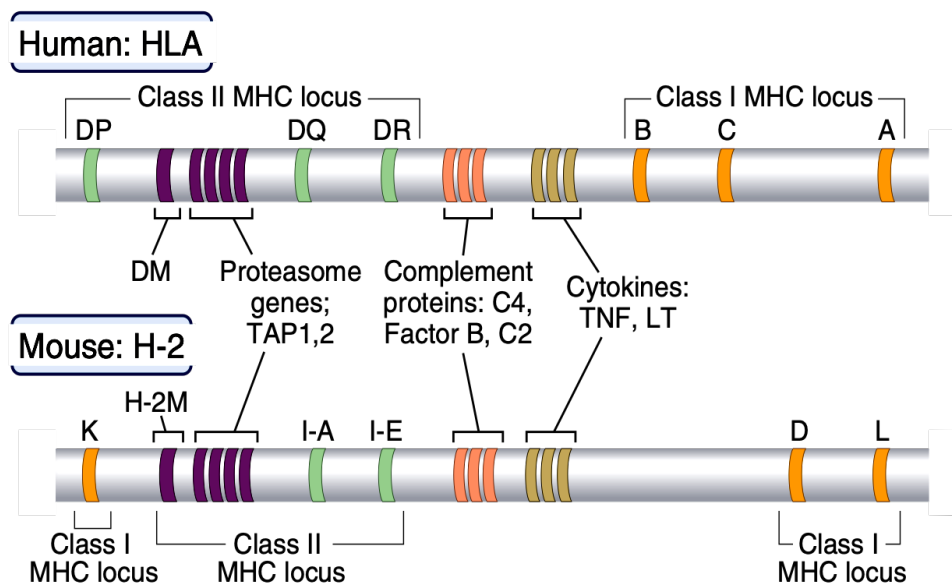 Human: HLA
Class II MHC locus
Class I MHC locus
DP
DQ
DR
B
C
A
DM
Proteasome
genes;
TAP1,2
Complement
proteins: C4,
Factor B, C2
Cytokines:
TNF, LT
Mouse: H-2
H-2M
K
I-A
I-E
D
L
Class I
MHC locus
Class II
MHC locus
Class I
MHC locus